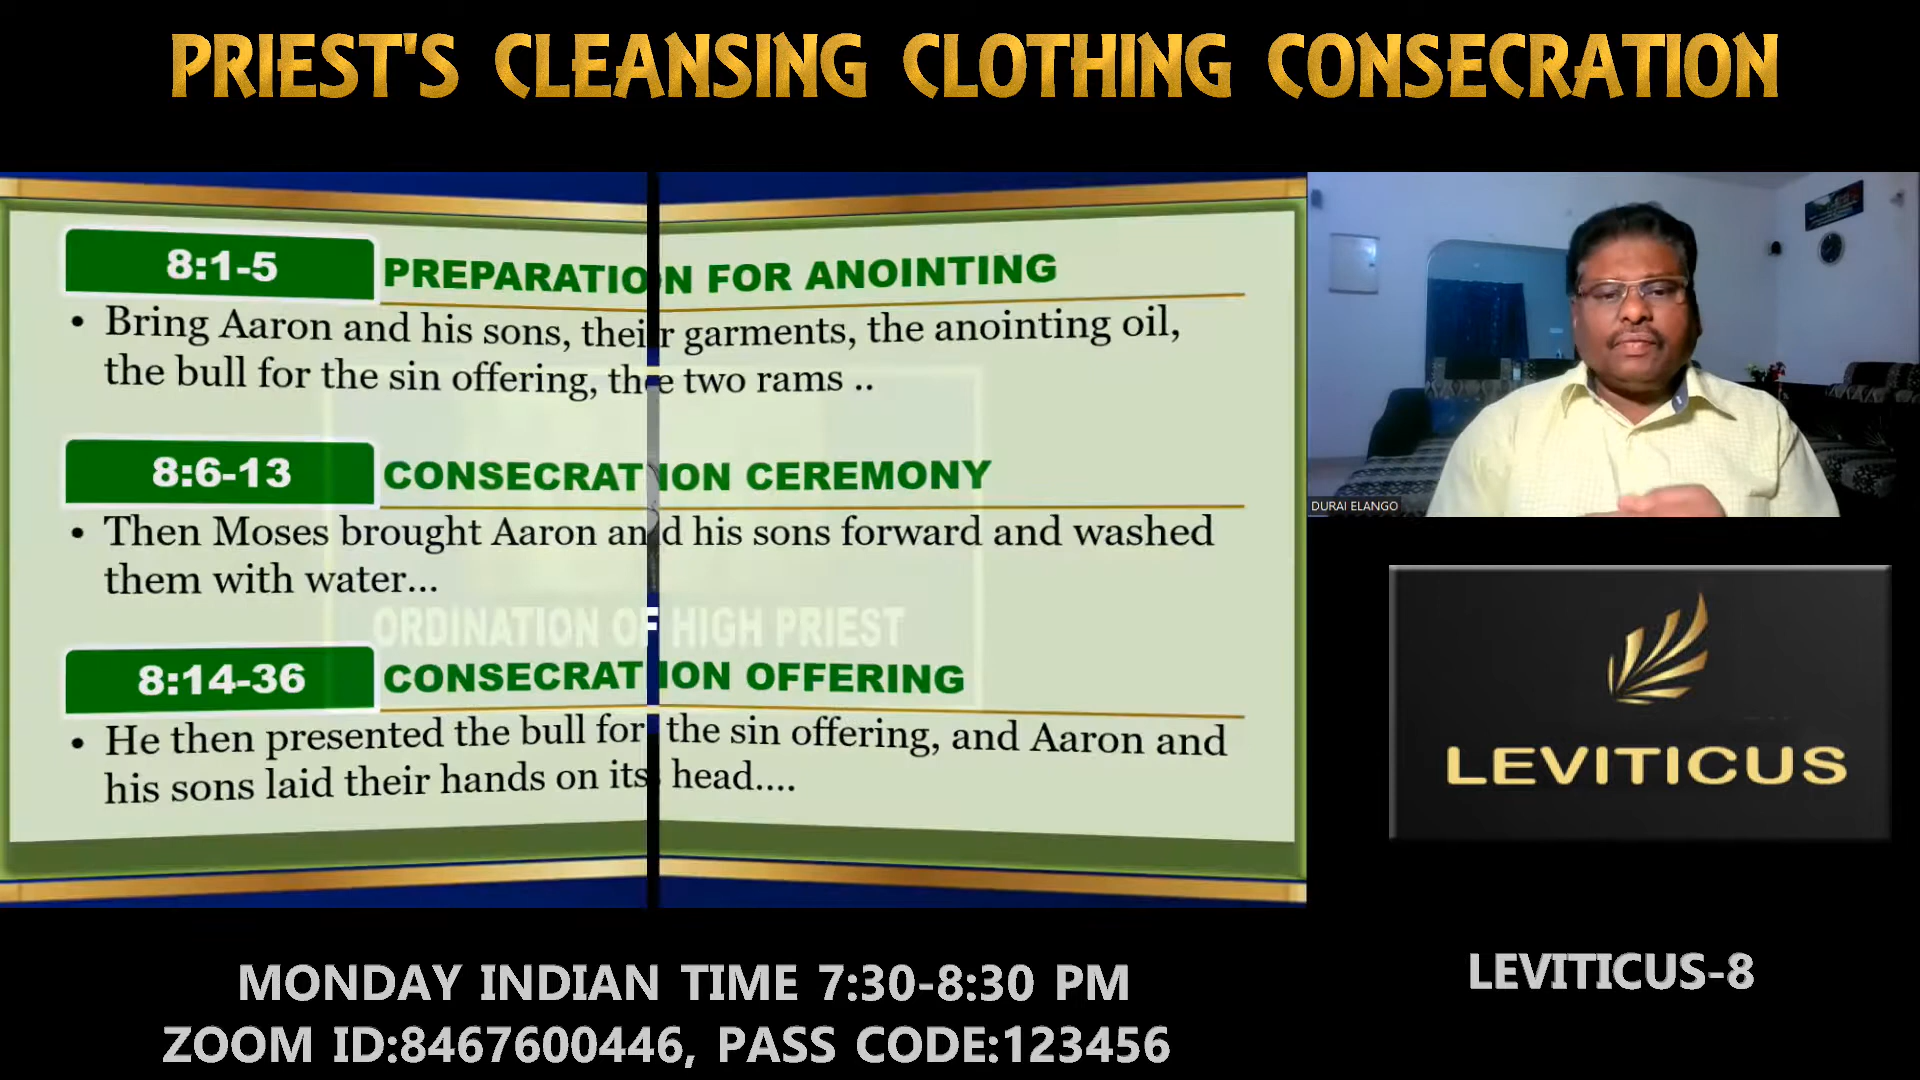 PRIEST'S CLEANSING CLOTHING CONSECRATION
8:1-5 PREPARATION FOR ANOINTING
• Bring Aaron and his sons, their garments, the anointing oil,
the bull for the sin offering, the two rams ..
8:6-13 CONSECRATION CEREMONY
• Then Moses brought Aaron and his sons forward and washed
them with water...
ORDINATION OF HIGH PRIEST
8:14-36 CONSECRATION OFFERING
• He then presented the bull for the sin offering, and Aaron and
his sons laid their hands on its head....
DURAI ELANGO
LEVITICUS
LEVITICUS-8
MONDAY INDIAN TIME 7:30-8:30 PM
ZOOM ID:8467600446, PASS CODE:123456